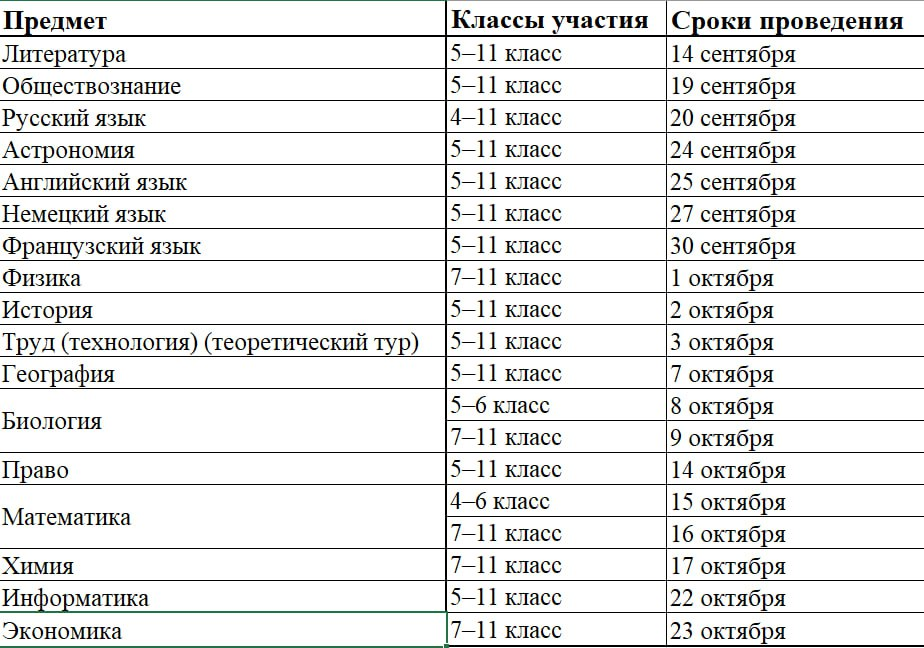 Предмет Классы участия Сроки проведения
Литература 5–11 класс 14 сентября
Обществознание 5–11 класс 19 сентября
Русский язык 4–11 класс 20 сентября
Астрономия 5–11 класс 24 сентября
Английский язык 5–11 класс 25 сентября
Немецкий язык 5–11 класс 27 сентября
Французский язык 5–11 класс 30 сентября
Физика 7–11 класс 1 октября
История 5–11 класс 2 октября
Труд (технология) (теоретический тур) 5–11 класс 3 октября
География 5–11 класс 7 октября
Биология 5–6 класс 8 октября
7–11 класс 9 октября
Право 5–11 класс 14 октября
Математика 4–6 класс 15 октября
7–11 класс 16 октября
Химия 7–11 класс 17 октября
Информатика 5–11 класс 22 октября
Экономика 7–11 класс 23 октября